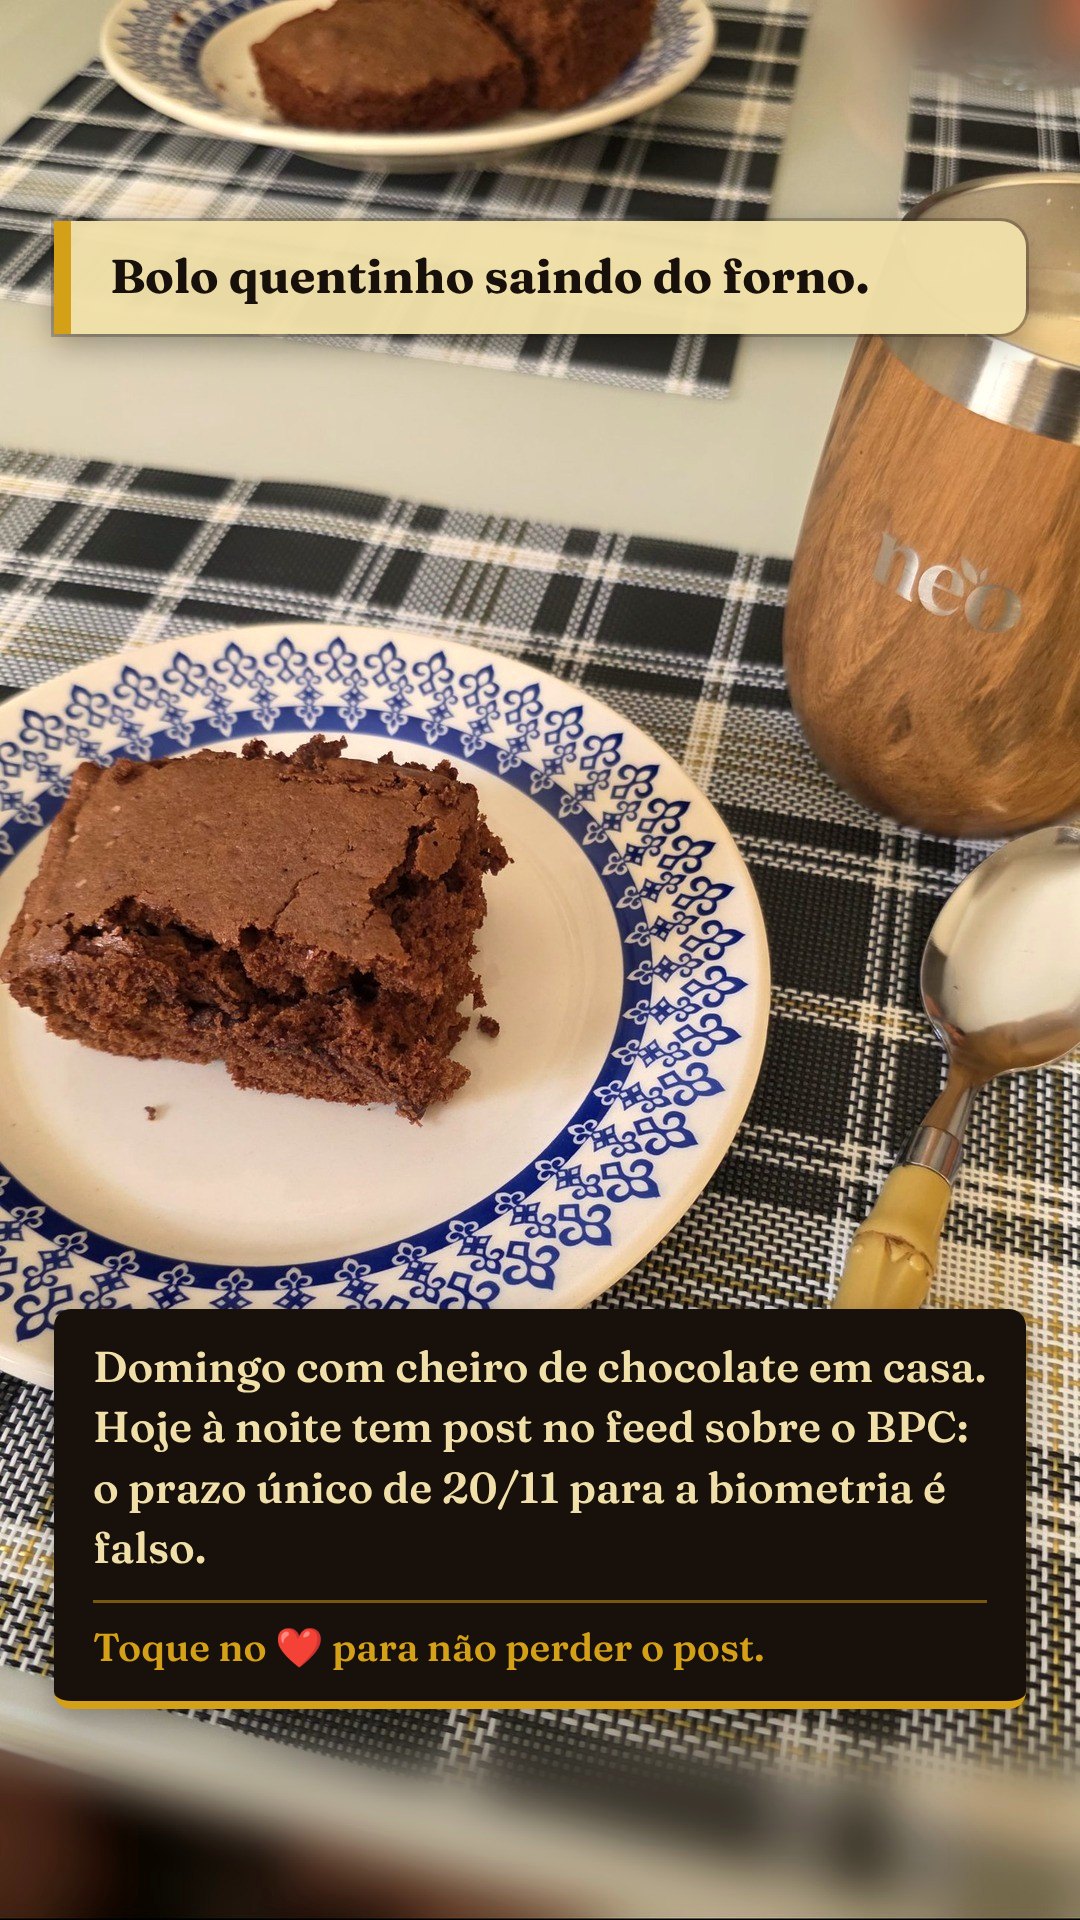 Bolo quentinho saindo do forno.
neo
Domingo com cheiro de chocolate em casa.
Hoje à noite tem post no feed sobre o BPC:
o prazo único de 20/11 para a biometria é
falso.
Toque no ❤️ para não perder o post.